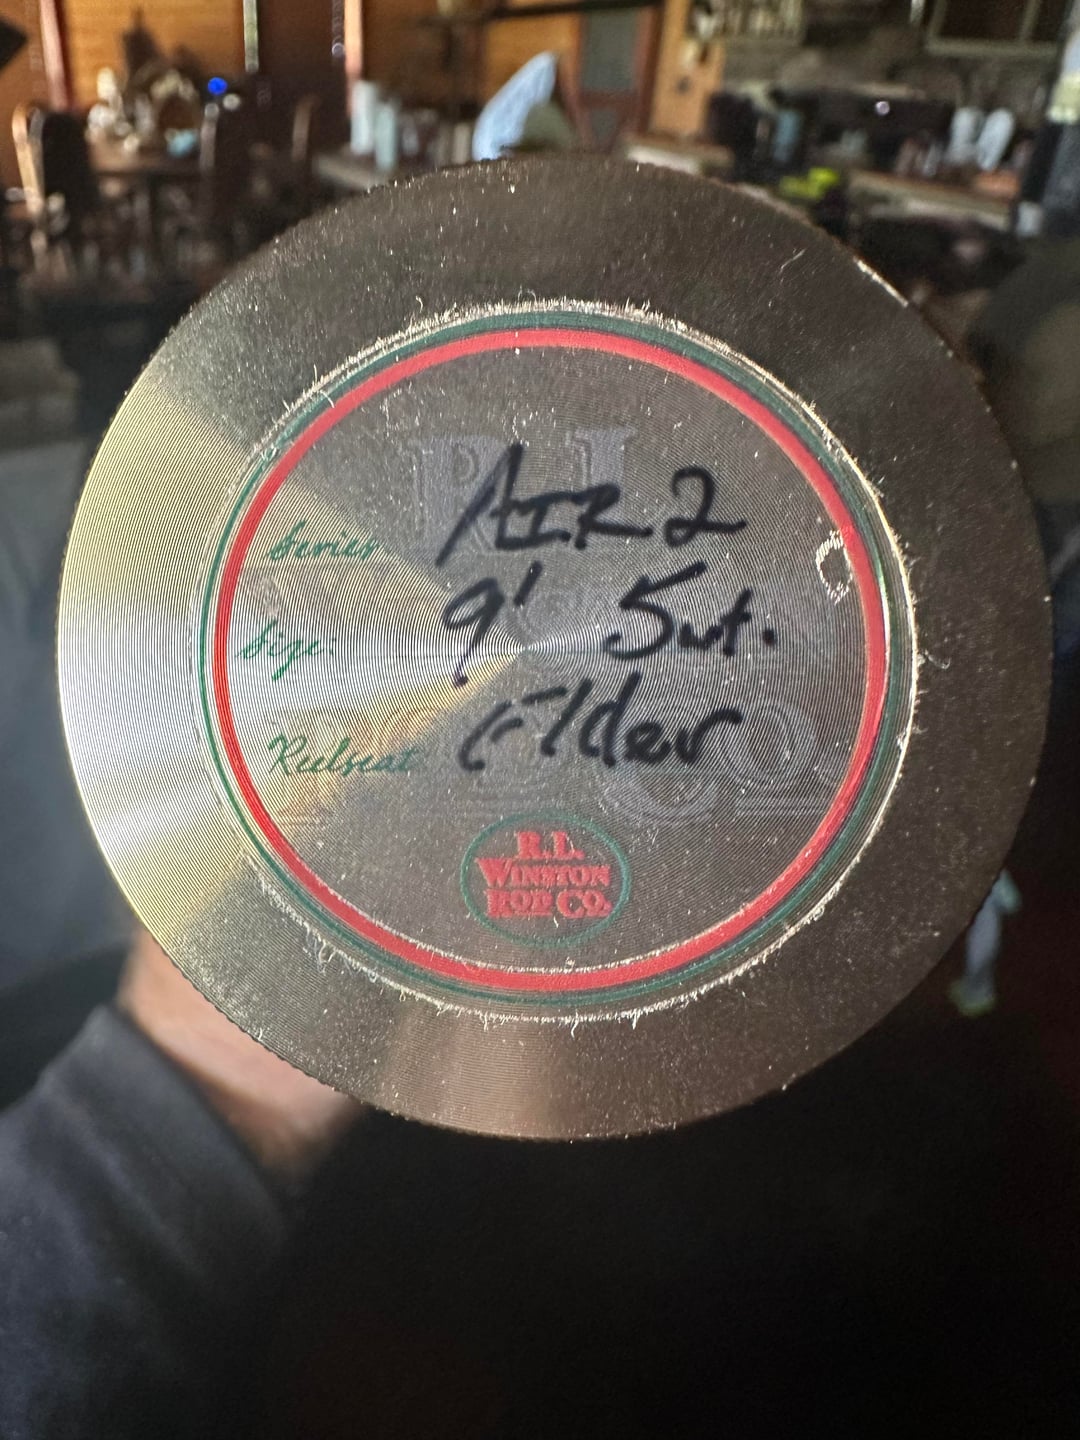 Series AIR 2
Size: 9' 5wt.
Reelseat Elder
R.L.
WINSTON
ROD CO.